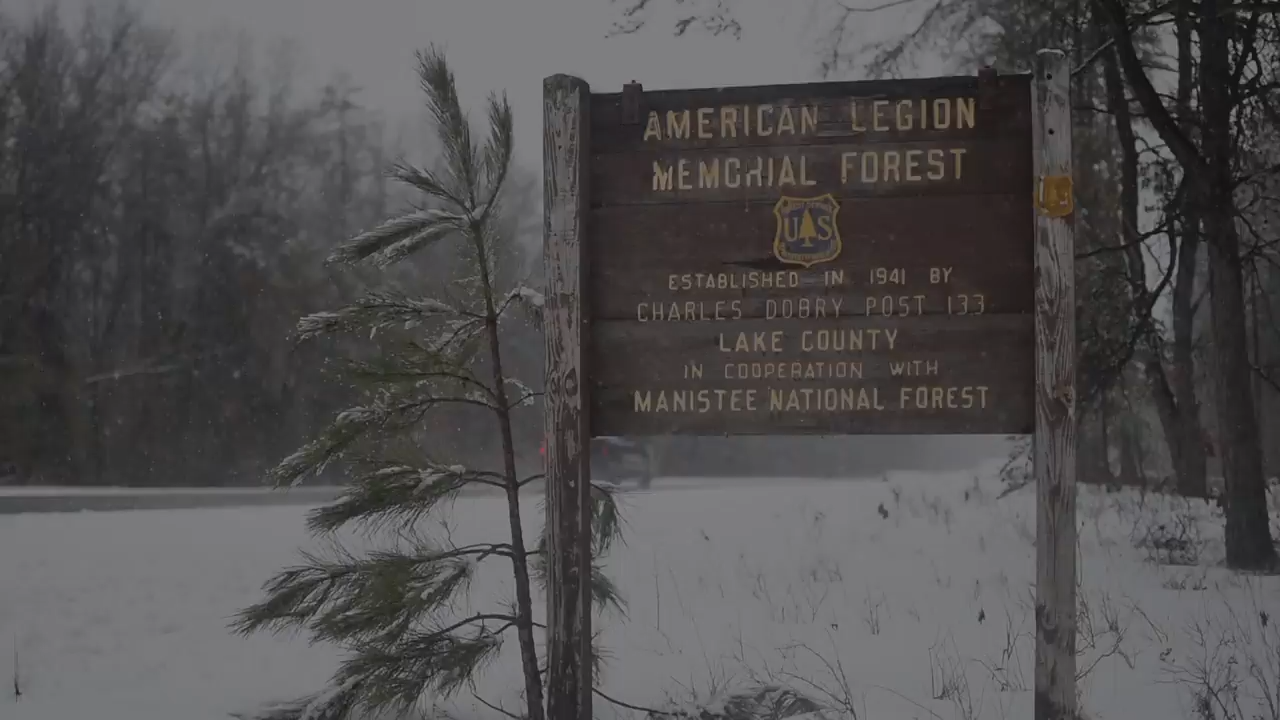 AMERICAN LEGION
MEMORIAL FOREST
US
ESTABLISHED IN 1941 BY
CHARLES DOBRY POST 133
LAKE COUNTY
IN COOPERATION WITH
MANISTEE NATIONAL FOREST